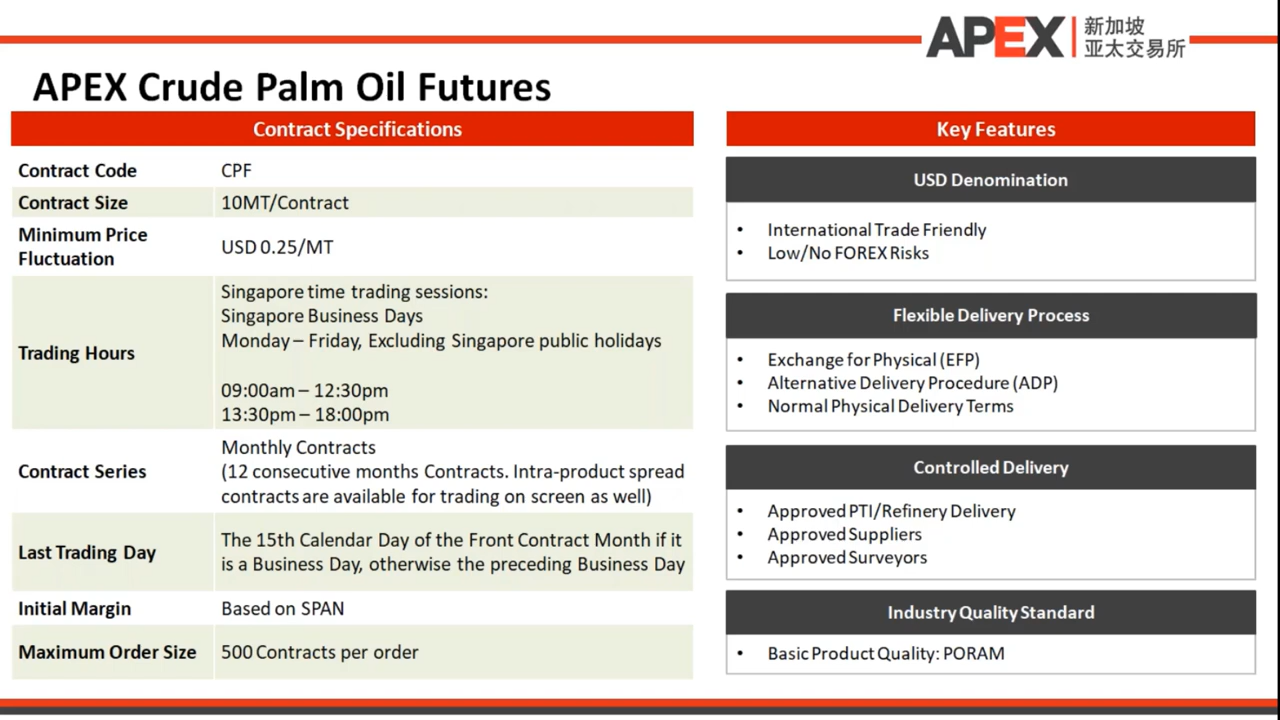 APEX 新加坡
亚太交易所
APEX Crude Palm Oil Futures
Contract Specifications
Contract Code CPF
Contract Size 10MT/Contract
Minimum Price
Fluctuation
USD 0.25/MT
Trading Hours
Singapore time trading sessions:
Singapore Business Days
Monday – Friday, Excluding Singapore public holidays
09:00am – 12:30pm
13:30pm – 18:00pm
Contract Series
Monthly Contracts
(12 consecutive months Contracts. Intra-product spread
contracts are available for trading on screen as well)
Last Trading Day
The 15th Calendar Day of the Front Contract Month if it
is a Business Day, otherwise the preceding Business Day
Initial Margin Based on SPAN
Maximum Order Size 500 Contracts per order
Key Features
USD Denomination
• International Trade Friendly
• Low/No FOREX Risks
Flexible Delivery Process
• Exchange for Physical (EFP)
• Alternative Delivery Procedure (ADP)
• Normal Physical Delivery Terms
Controlled Delivery
• Approved PTI/Refinery Delivery
• Approved Suppliers
• Approved Surveyors
Industry Quality Standard
• Basic Product Quality: PORAM